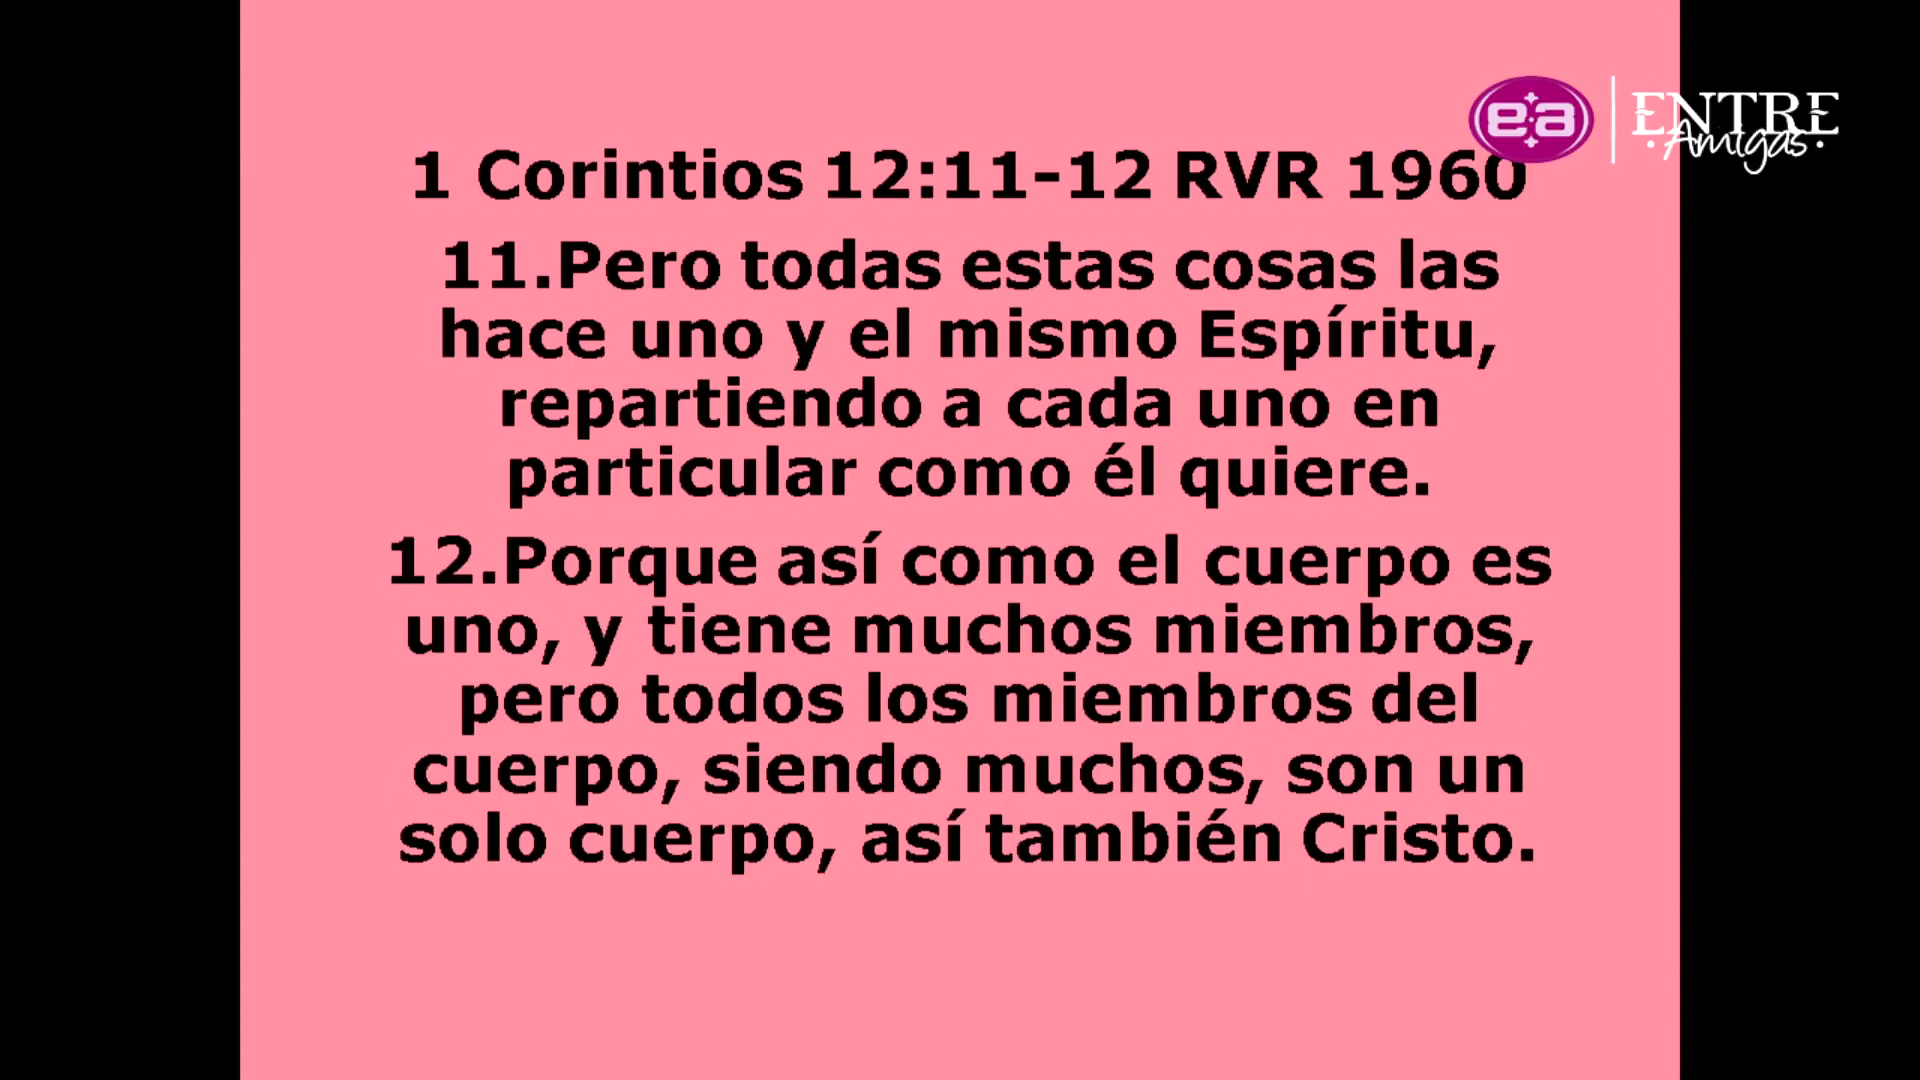 ea
ENTRE
Amigas
1 Corintios 12:11-12 RVR 1960
11.Pero todas estas cosas las
hace uno y el mismo Espíritu,
repartiendo a cada uno en
particular como él quiere.
12.Porque así como el cuerpo es
uno, y tiene muchos miembros,
pero todos los miembros del
cuerpo, siendo muchos, son un
solo cuerpo, así también Cristo.